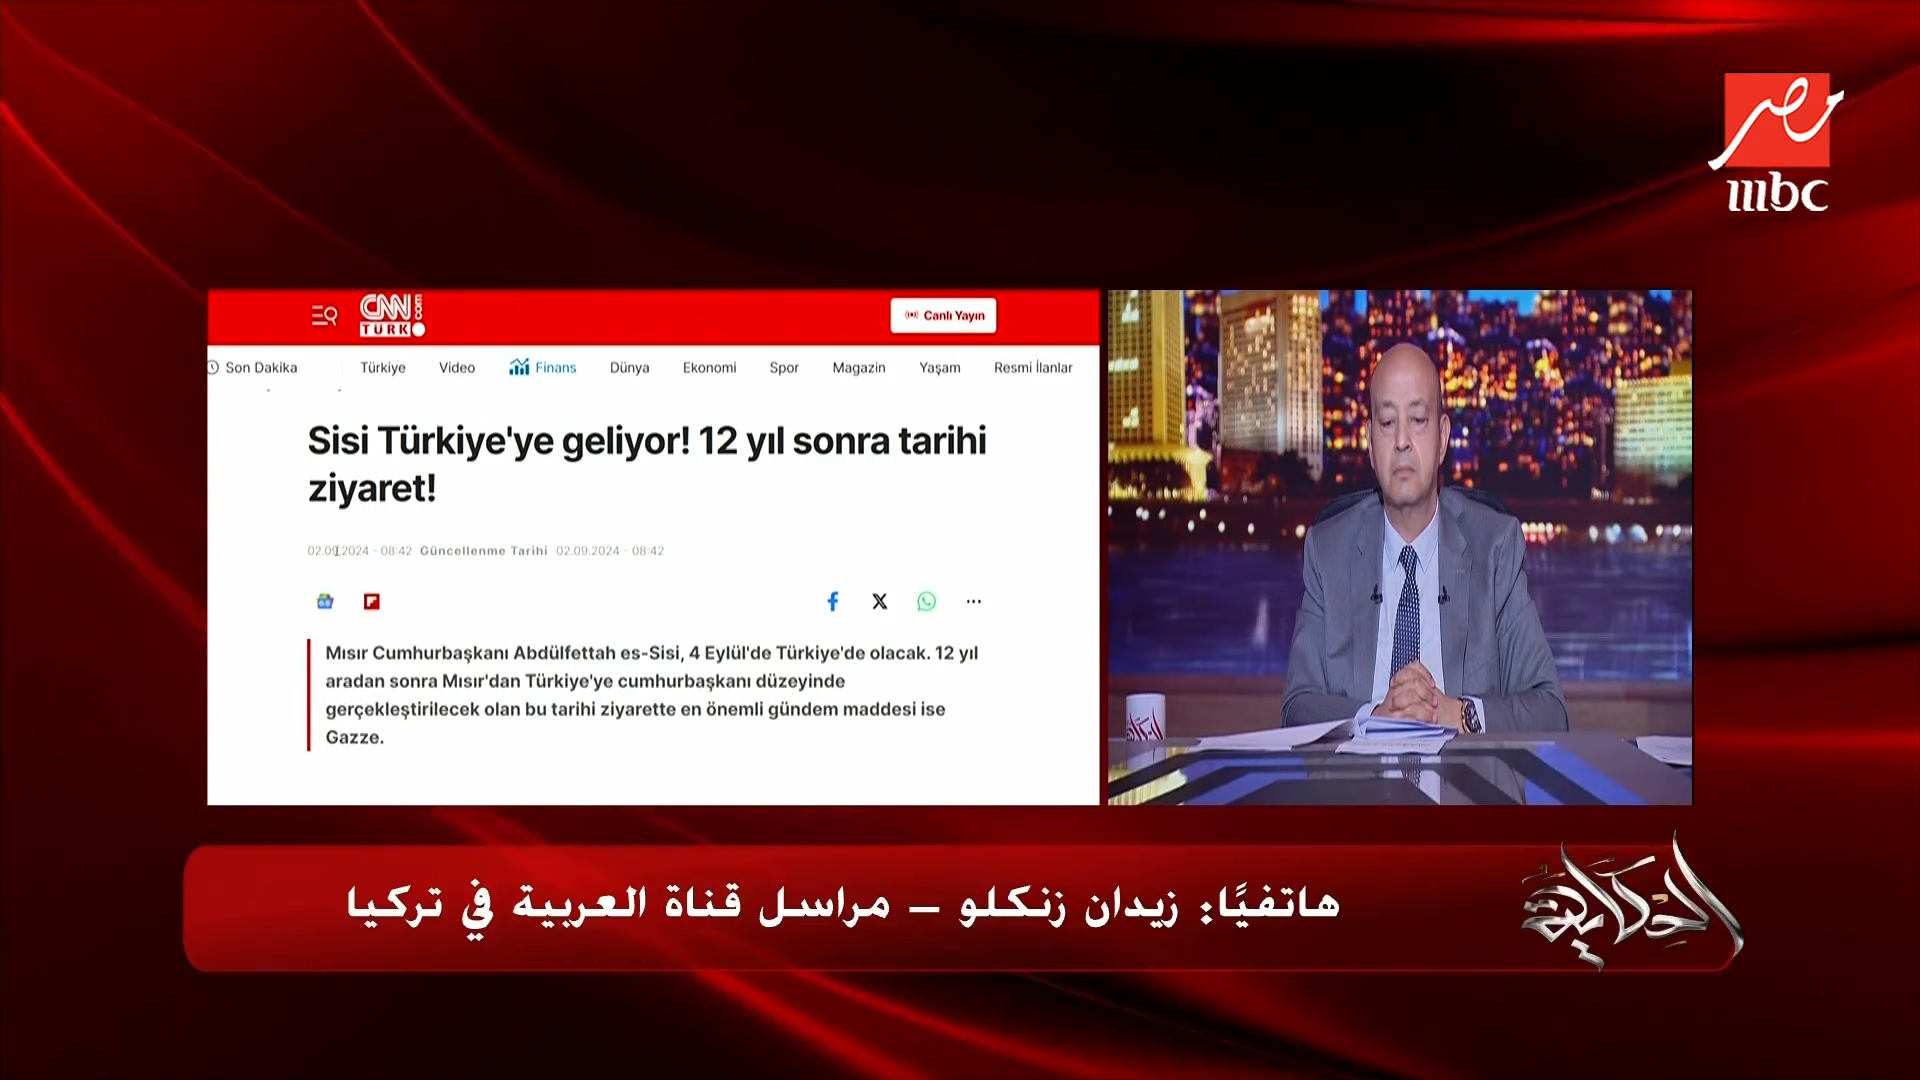 مصر
mbc
CNN
TÜRK
.com
Canlı Yayın
Son Dakika
Türkiye
Video
Finans
Dünya
Ekonomi
Spor
Magazin
Yaşam
Resmi İlanlar
Sisi Türkiye'ye geliyor! 12 yıl sonra tarihi
ziyaret!
02.09.2024 - 08:42 Güncellenme Tarihi 02.09.2024 - 08:42
Mısır Cumhurbaşkanı Abdülfettah es-Sisi, 4 Eylül'de Türkiye'de olacak. 12 yıl
aradan sonra Mısır'dan Türkiye'ye cumhurbaşkanı düzeyinde
gerçekleştirilecek olan bu tarihi ziyarette en önemli gündem maddesi ise
Gazze.
الحكاية
هاتفيًا: زيدان زنكلو – مراسل قناة العربية في تركيا
الحكاية